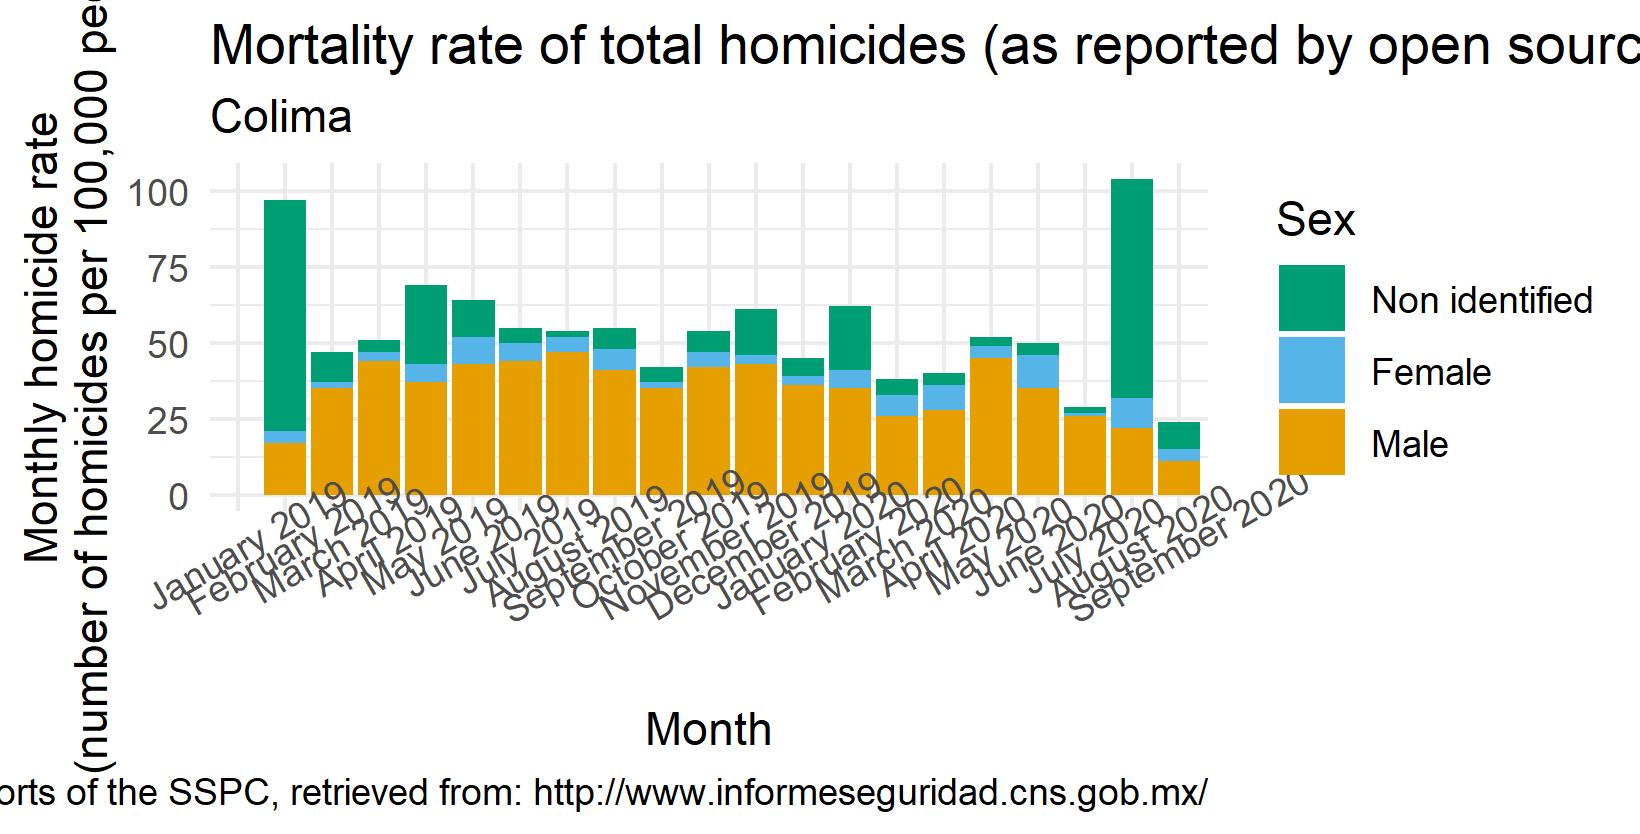 Mortality rate of total homicides (as reported by open sourc
Colima
Monthly homicide rate
(number of homicides per 100,000 pe
100
75
50
25
0
January 2019
February 2019
March 2019
April 2019
May 2019
June 2019
July 2019
August 2019
September 2019
October 2019
November 2019
December 2019
January 2020
February 2020
March 2020
April 2020
May 2020
June 2020
July 2020
August 2020
September 2020
Month
Sex
Non identified
Female
Male
orts of the SSPC, retrieved from: http://www.informeseguridad.cns.gob.mx/